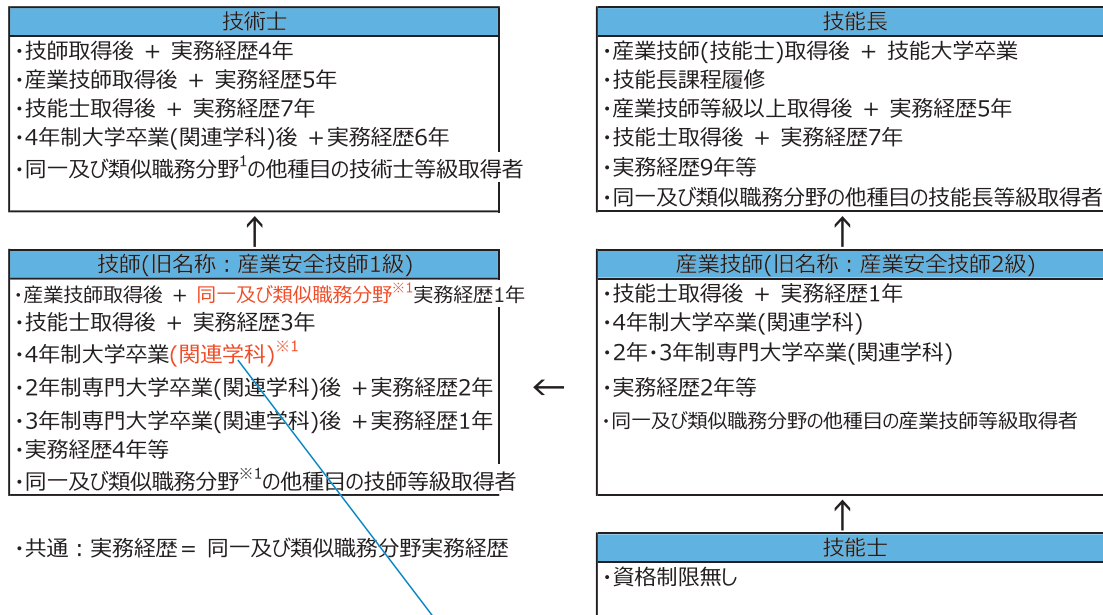 技術士
・技師取得後 + 実務経歴4年
・産業技師取得後 + 実務経歴5年
・技能士取得後 + 実務経歴7年
・4年制大学卒業(関連学科)後 +実務経歴6年
・同一及び類似職務分野1の他種目の技術士等級取得者
技能長
・産業技師(技能士)取得後 + 技能大学卒業
・技能長課程履修
・産業技師等級以上取得後 + 実務経歴5年
・技能士取得後 + 実務経歴7年
・実務経歴9年等
・同一及び類似職務分野の他種目の技能長等級取得者
↑
↑
技師(旧名称：産業安全技師1級)
・産業技師取得後 + 同一及び類似職務分野※1実務経歴1年
・技能士取得後 + 実務経歴3年
・4年制大学卒業(関連学科)※1
・2年制専門大学卒業(関連学科)後 +実務経歴2年
・3年制専門大学卒業(関連学科)後 +実務経歴1年
・実務経歴4年等
・同一及び類似職務分野※1の他種目の技師等級取得者
←
産業技師(旧名称：産業安全技師2級)
・技能士取得後 + 実務経歴1年
・4年制大学卒業(関連学科)
・2年・3年制専門大学卒業(関連学科)
・実務経歴2年等
・同一及び類似職務分野の他種目の産業技師等級取得者
↑
・共通：実務経歴＝ 同一及び類似職務分野実務経歴
技能士
・資格制限無し